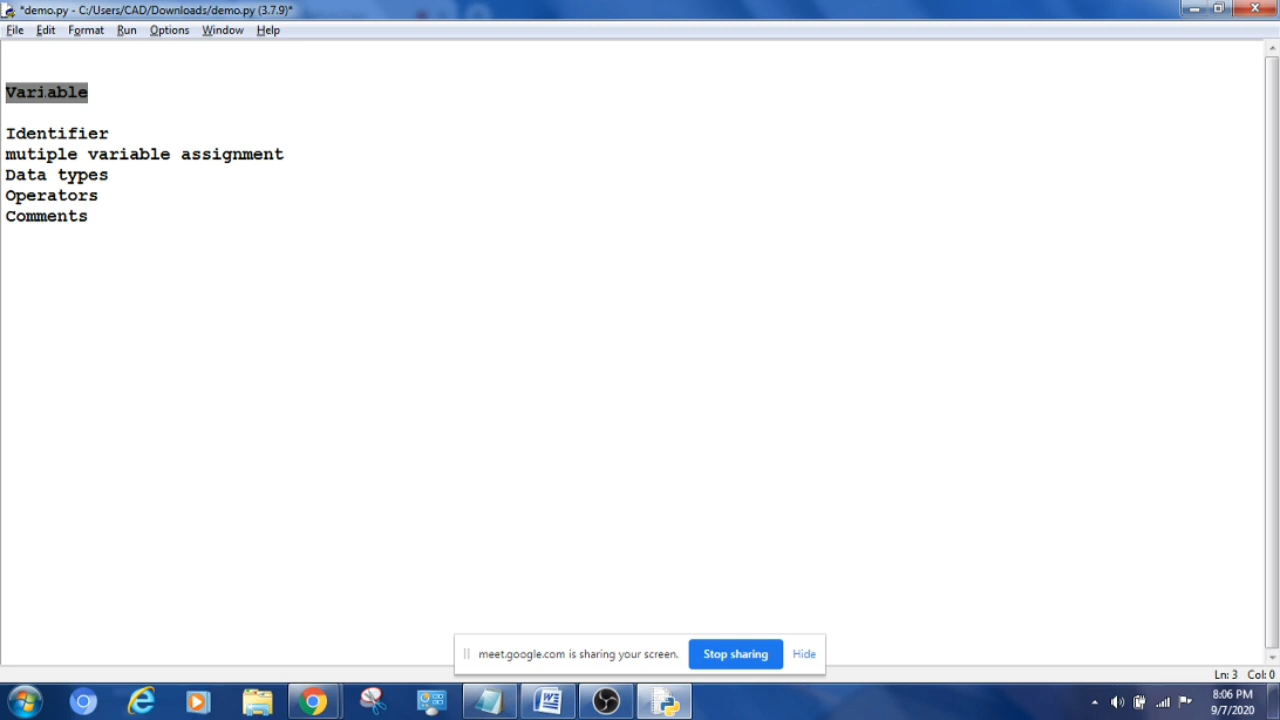 *demo.py - C:/Users/CAD/Downloads/demo.py (3.7.9)*
File Edit Format Run Options Window Help
Variable
Identifier
mutiple variable assignment
Data types
Operators
Comments
meet.google.com is sharing your screen. Stop sharing Hide
Ln: 3 Col: 0
8:06 PM
9/7/2020